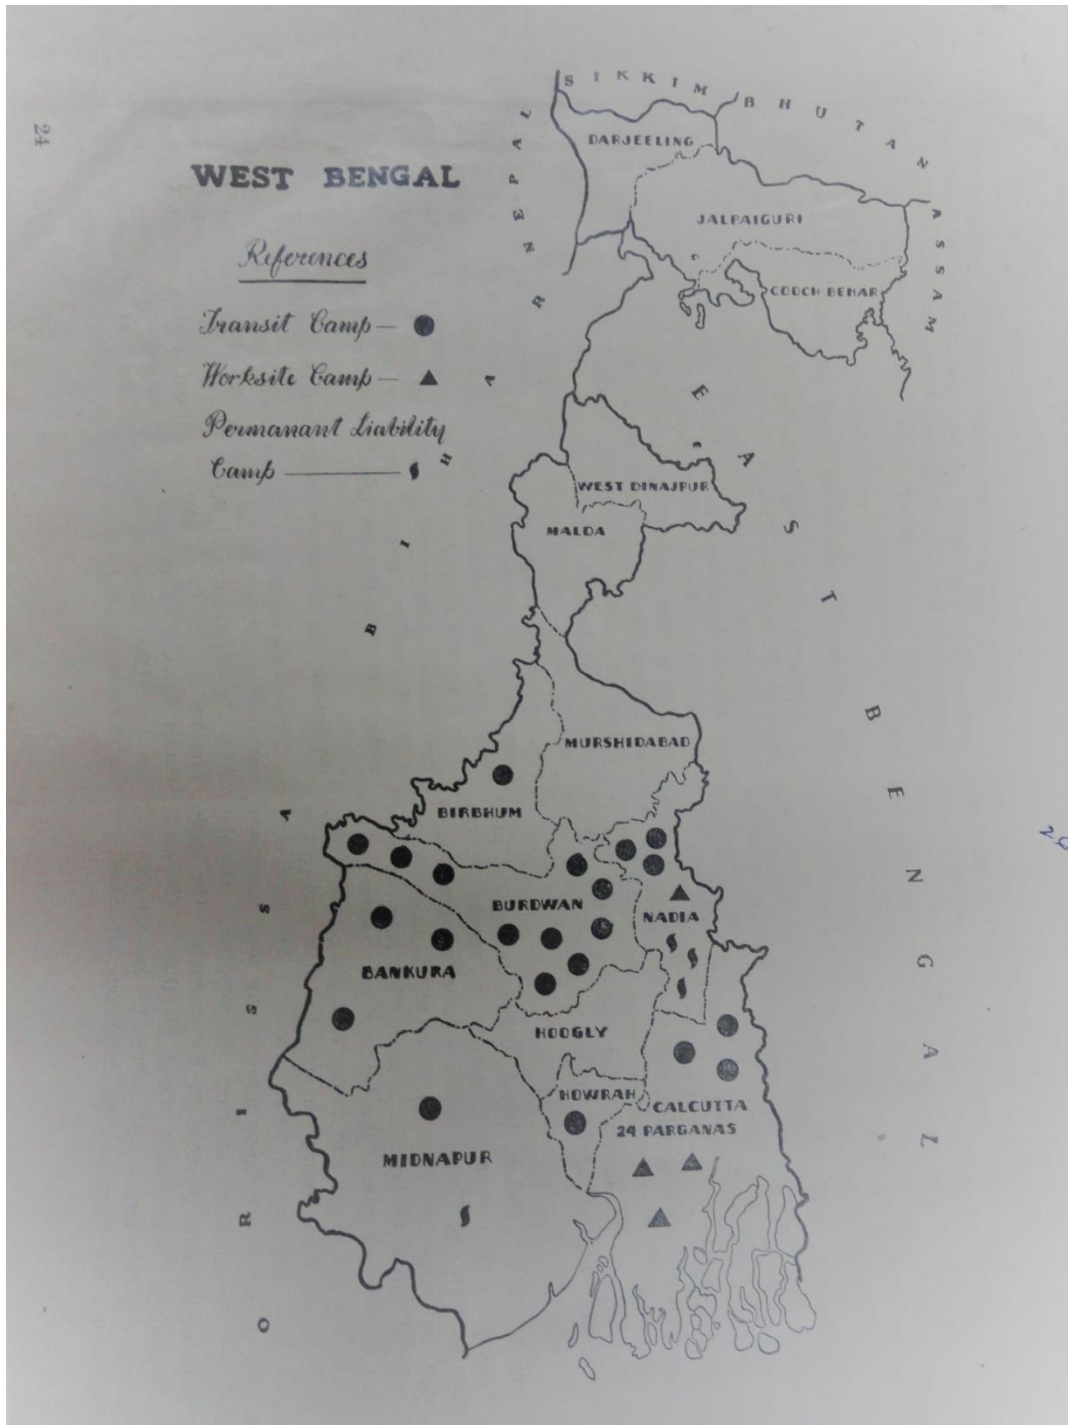 24
WEST BENGAL
References
Transit Camp —
Worksite Camp —
Permanant Liability
Camp —
SIKKIM
BHUTAN
NEPAL
ASSAM
DARJEELING
JALPAIGURI
COOCH BEHAR
BIHAR
EAST BENGAL
WEST DINAJPUR
MALDA
MURSHIDABAD
BIRBHUM
BURDWAN
NADIA
BANKURA
HOOGLY
HOWRAH
CALCUTTA
24 PARGANAS
MIDNAPUR
ORISSA